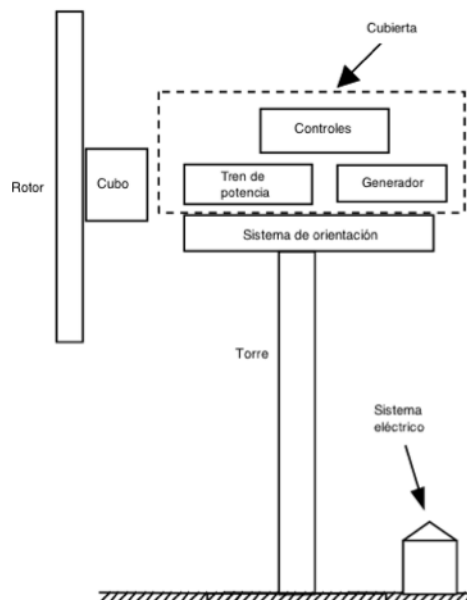 Cubierta
Controles
Rotor
Cubo
Tren de
potencia
Generador
Sistema de orientación
Torre
Sistema
eléctrico